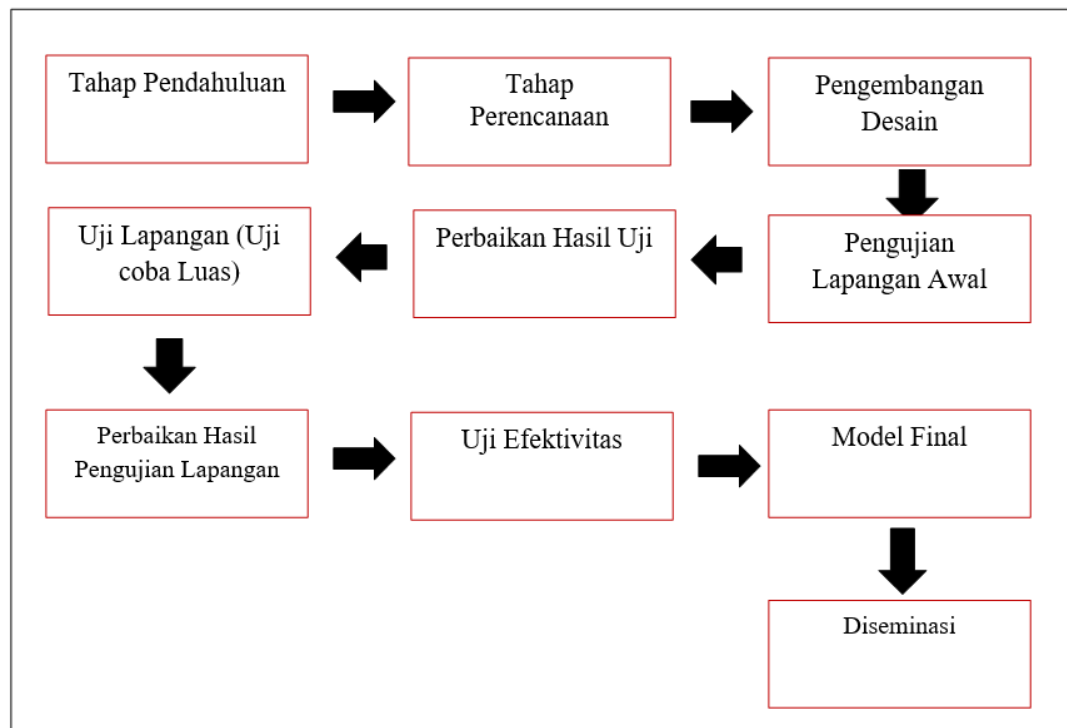 Tahap Pendahuluan
Tahap
Perencanaan
Pengembangan
Desain
Pengujian
Lapangan Awal
Perbaikan Hasil Uji
Uji Lapangan (Uji
coba Luas)
Perbaikan Hasil
Pengujian Lapangan
Uji Efektivitas
Model Final
Diseminasi